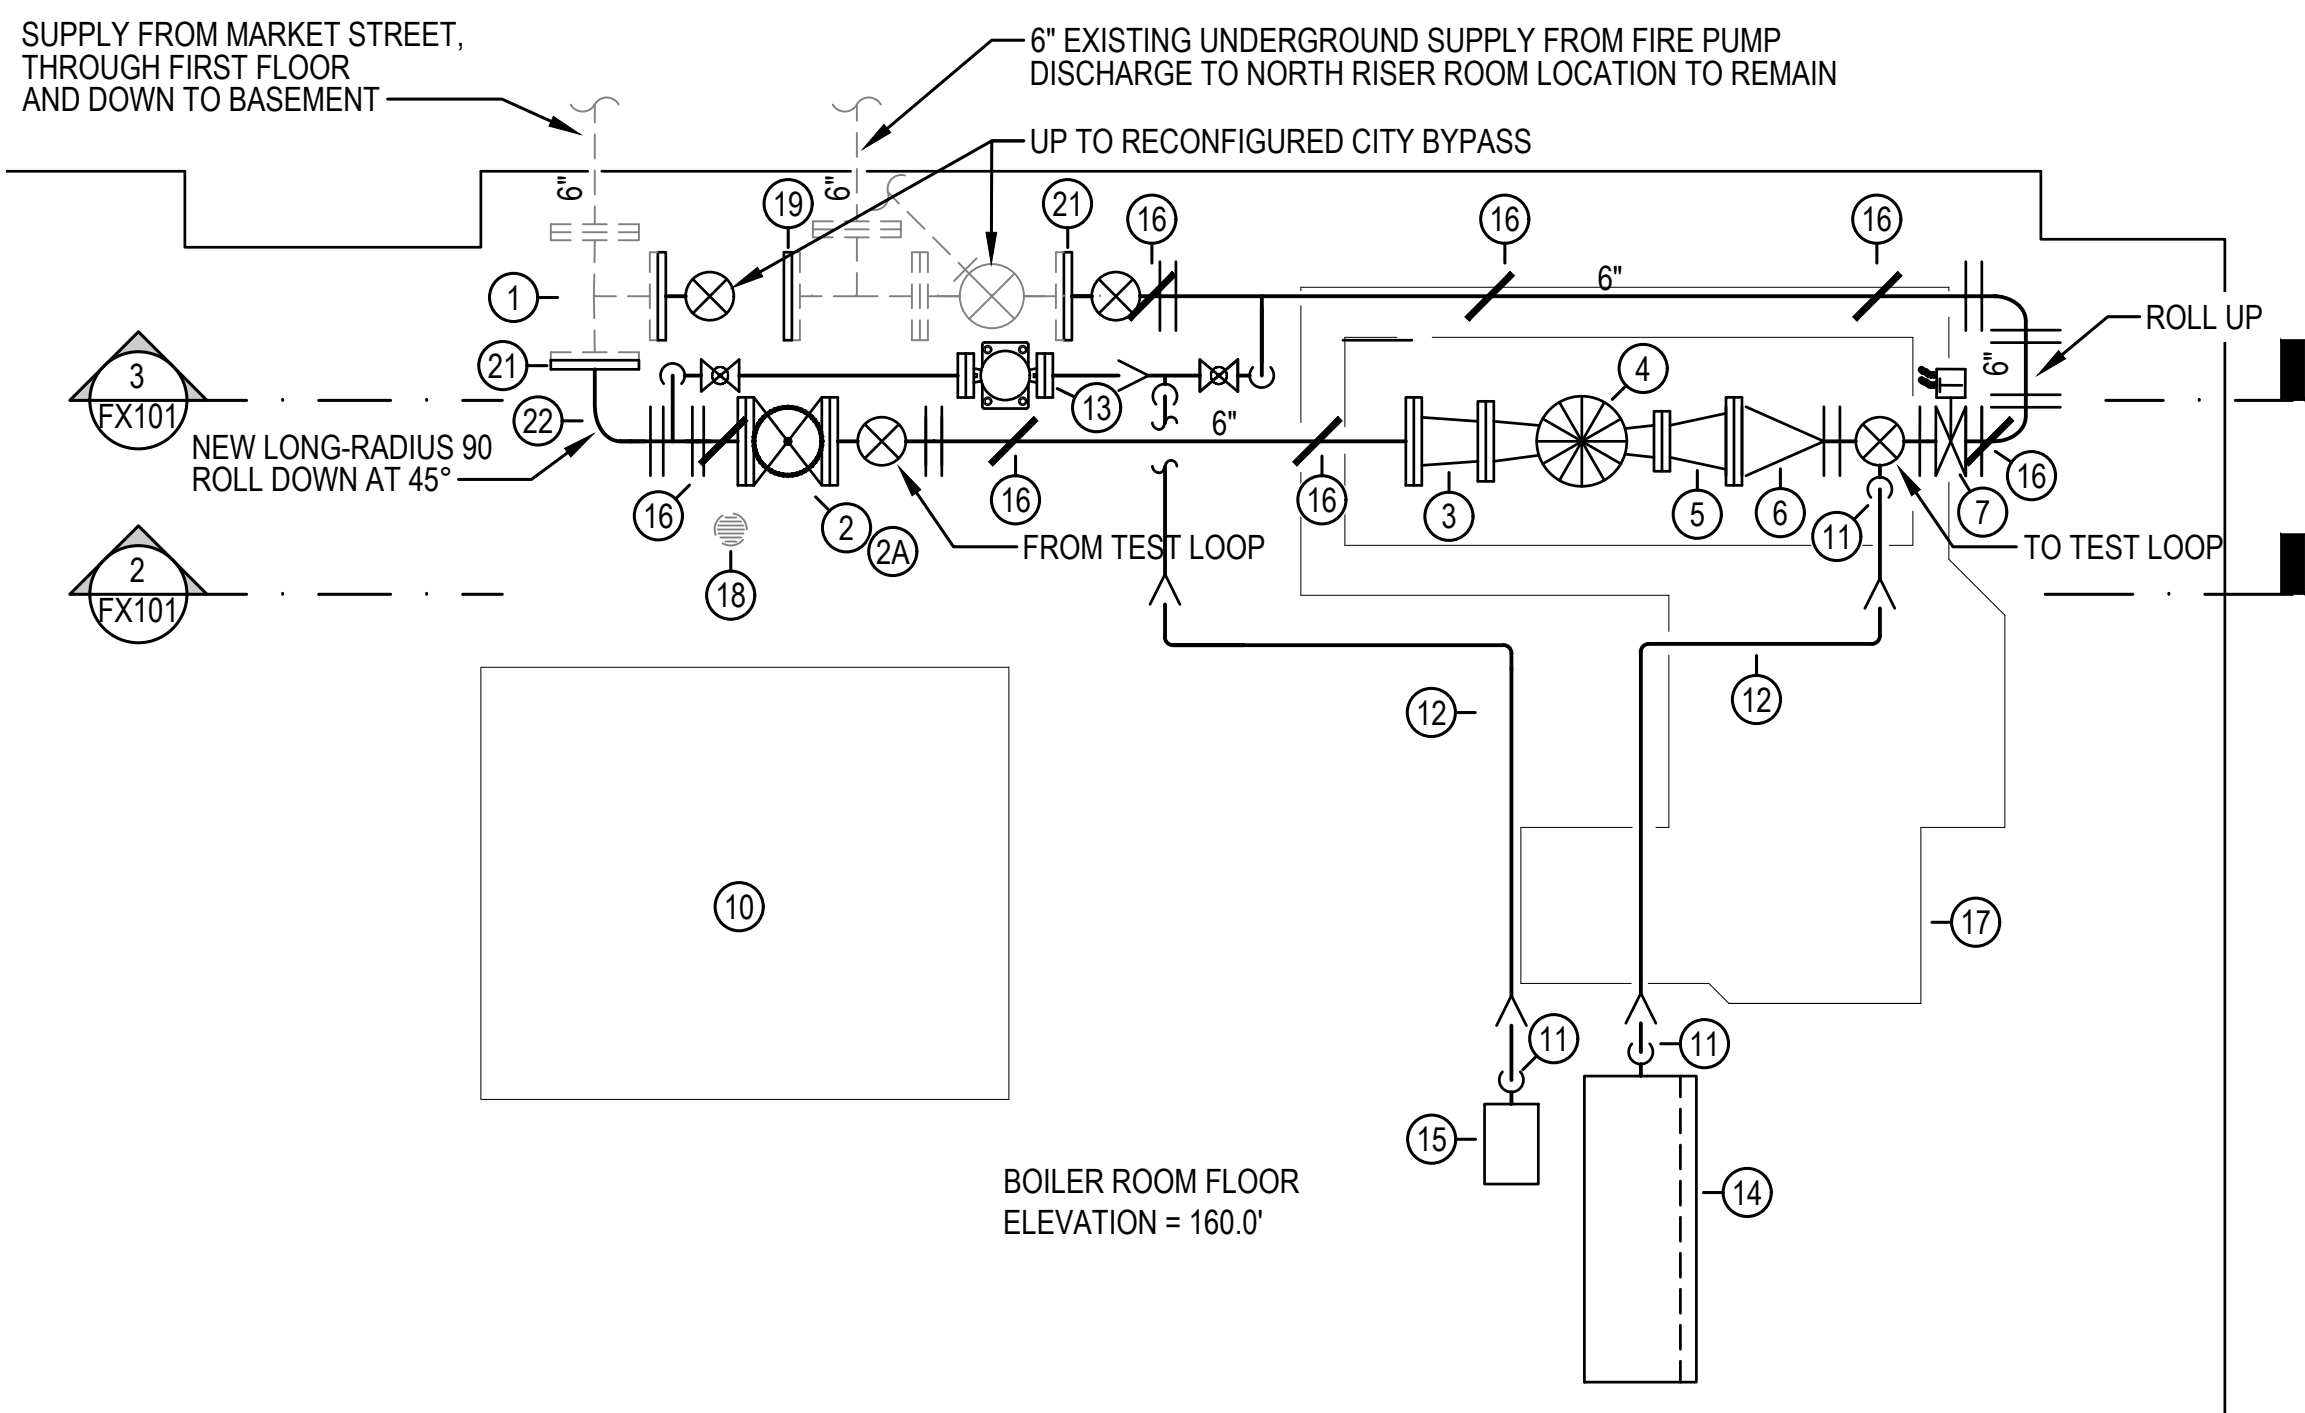 SUPPLY FROM MARKET STREET,
THROUGH FIRST FLOOR
AND DOWN TO BASEMENT
6" EXISTING UNDERGROUND SUPPLY FROM FIRE PUMP
DISCHARGE TO NORTH RISER ROOM LOCATION TO REMAIN
UP TO RECONFIGURED CITY BYPASS
6"
6"
19
21
16
16
16
1
6"
ROLL UP
21
3
FX101
13
4
6"
22
6"
NEW LONG-RADIUS 90
ROLL DOWN AT 45°
16
2
2A
16
16
3
5
6
11
7
16
FROM TEST LOOP
TO TEST LOOP
2
FX101
18
12
12
10
17
11
11
15
14
BOILER ROOM FLOOR
ELEVATION = 160.0'